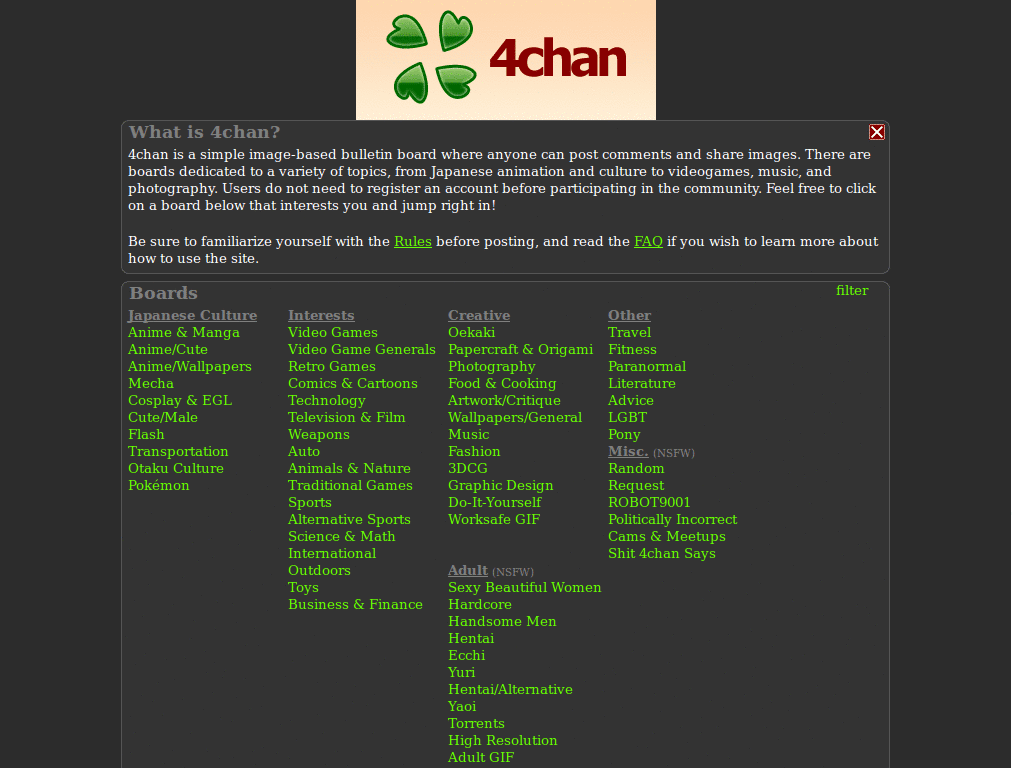 4chan
What is 4chan?
4chan is a simple image-based bulletin board where anyone can post comments and share images. There are
boards dedicated to a variety of topics, from Japanese animation and culture to videogames, music, and
photography. Users do not need to register an account before participating in the community. Feel free to click
on a board below that interests you and jump right in!
Be sure to familiarize yourself with the Rules before posting, and read the FAQ if you wish to learn more about
how to use the site.
Boards
filter
Japanese Culture
Anime & Manga
Anime/Cute
Anime/Wallpapers
Mecha
Cosplay & EGL
Cute/Male
Flash
Transportation
Otaku Culture
Pokémon
Interests
Video Games
Video Game Generals
Retro Games
Comics & Cartoons
Technology
Television & Film
Weapons
Auto
Animals & Nature
Traditional Games
Sports
Alternative Sports
Science & Math
International
Outdoors
Toys
Business & Finance
Creative
Oekaki
Papercraft & Origami
Photography
Food & Cooking
Artwork/Critique
Wallpapers/General
Music
Fashion
3DCG
Graphic Design
Do-It-Yourself
Worksafe GIF
Adult (NSFW)
Sexy Beautiful Women
Hardcore
Handsome Men
Hentai
Ecchi
Yuri
Hentai/Alternative
Yaoi
Torrents
High Resolution
Adult GIF
Other
Travel
Fitness
Paranormal
Literature
Advice
LGBT
Pony
Misc. (NSFW)
Random
Request
ROBOT9001
Politically Incorrect
Cams & Meetups
Shit 4chan Says